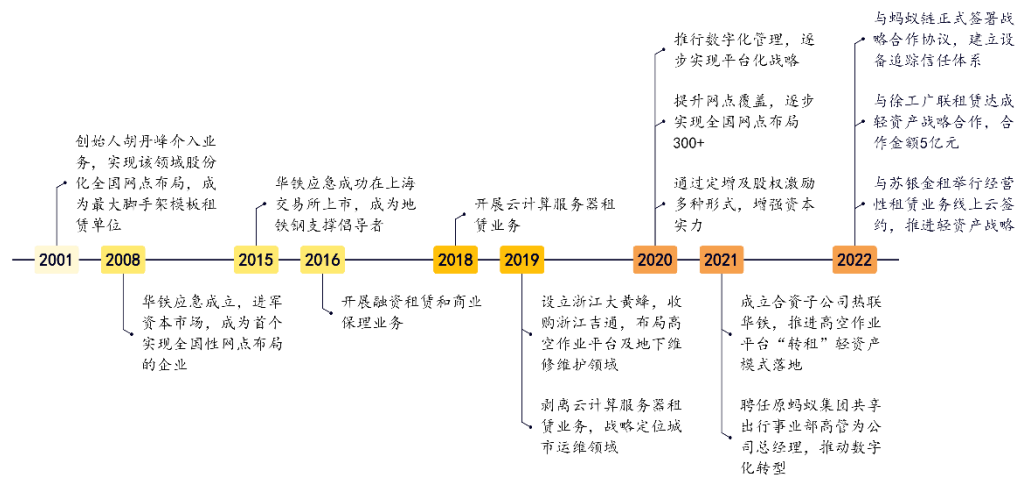 创始人胡丹峰介入业
务，实现该领域股份
化全国网点布局，成
为最大脚手架模板租
赁单位
华铁应急成功在上海
交易所上市，成为地
铁钢支撑倡导者
开展云计算服务器租
赁业务
推行数字化管理，逐
步实现平台化战略
提升网点覆盖，逐步
实现全国网点布局
300+
通过定增及股权激励
多种形式，增强资本
实力
与蚂蚁链正式签署战
略合作协议，建立设
备追踪信任体系
与徐工广联租赁达成
轻资产战略合作，合
作金额5亿元
与苏银金租举行经营
性租赁业务线上云签
约，推进轻资产战略
2001
2008
2015
2016
2018
2019
2020
2021
2022
华铁应急成立，进军
资本市场，成为首个
实现全国性网点布局
的企业
开展融资租赁和商业
保理业务
设立浙江大黄蜂，收
购浙江吉通，布局高
空作业平台及地下维
修维护领域
剥离云计算服务器租
赁业务，战略定位城
市运维领域
成立合资子公司热联
华铁，推进高空作业
平台“转租”轻资产
模式落地
聘任原蚂蚁集团共享
出行事业部高管为公
司总经理，推动数字
化转型